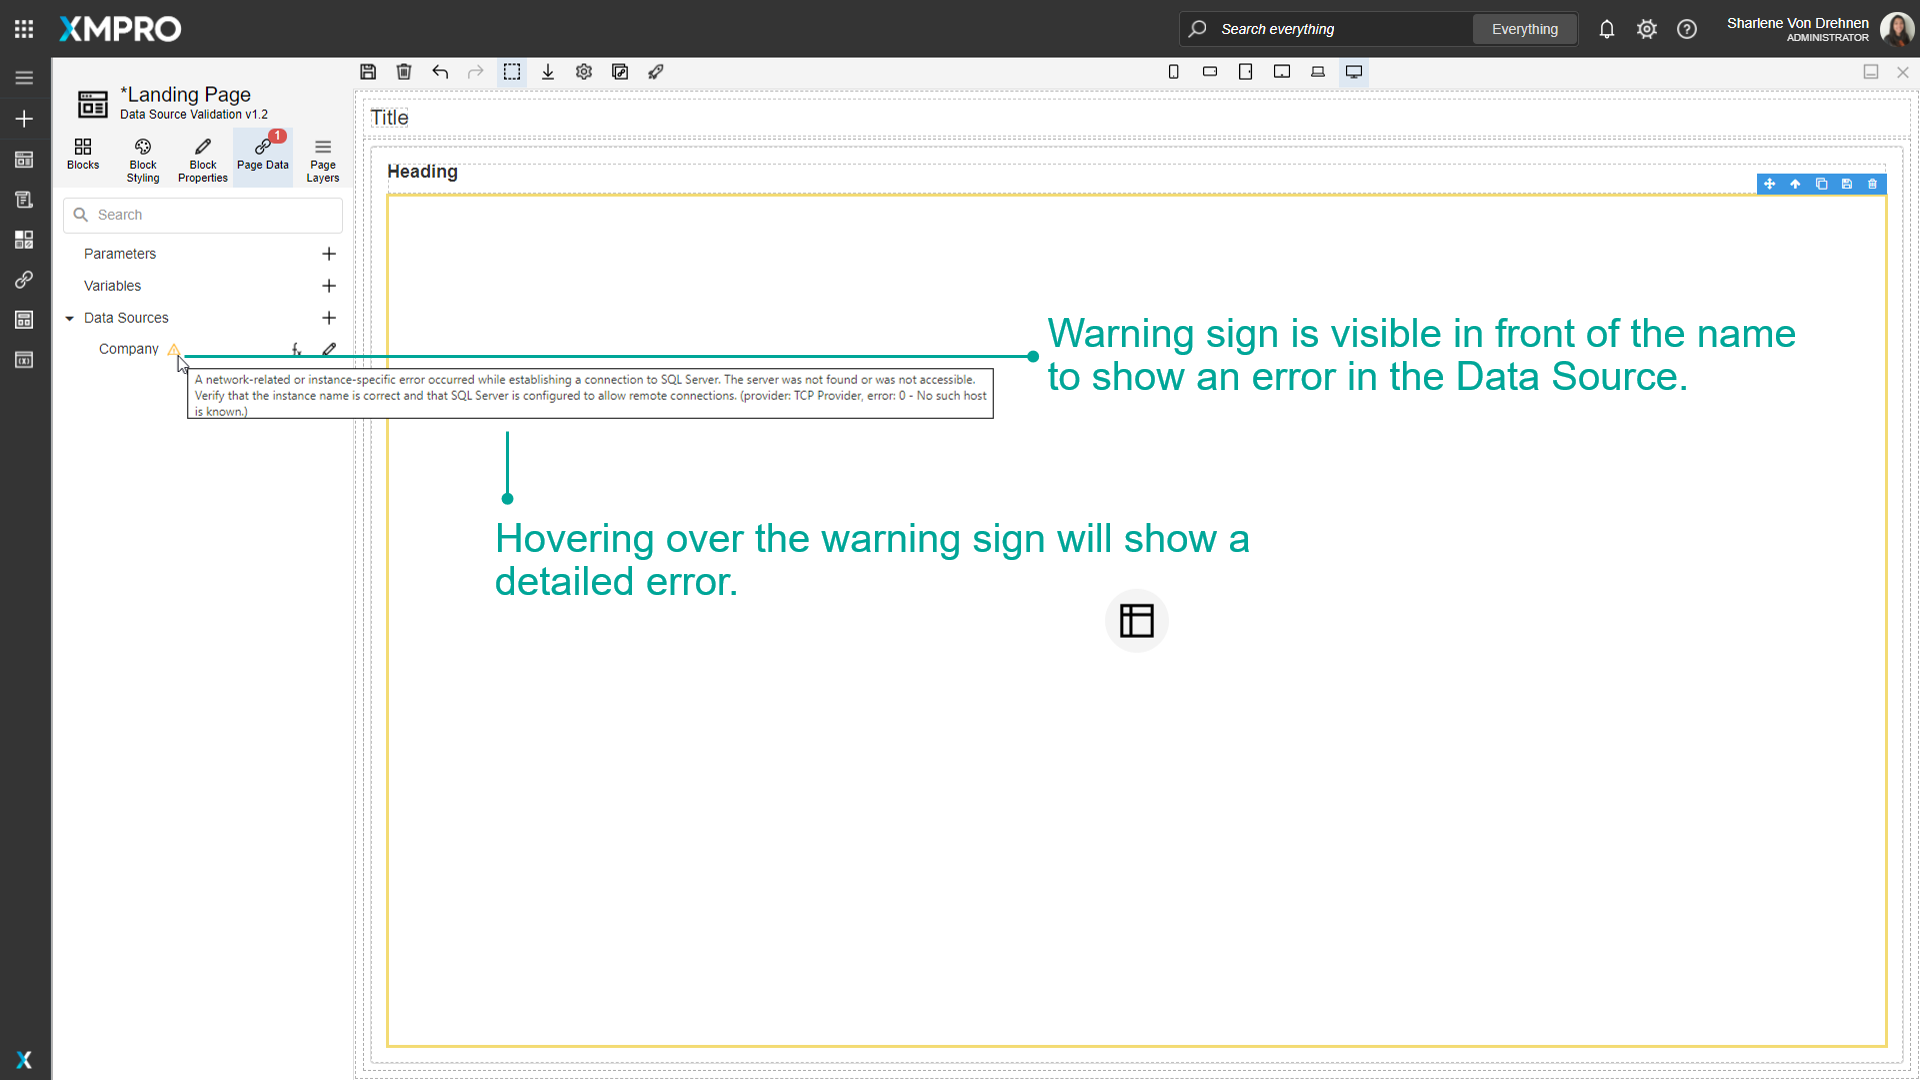 XMPRO
Search everything
Everything
Sharlene Von Drehnen
ADMINISTRATOR
*Landing Page
Data Source Validation v1.2
Blocks
Block Styling
Block Properties
1
Page Data
Page Layers
Search
Parameters
Variables
Data Sources
Company
fx
A network-related or instance-specific error occurred while establishing a connection to SQL Server. The server was not found or was not accessible.
Verify that the instance name is correct and that SQL Server is configured to allow remote connections. (provider: TCP Provider, error: 0 - No such host
is known.)
Title
Heading
Warning sign is visible in front of the name
to show an error in the Data Source.
Hovering over the warning sign will show a
detailed error.
X